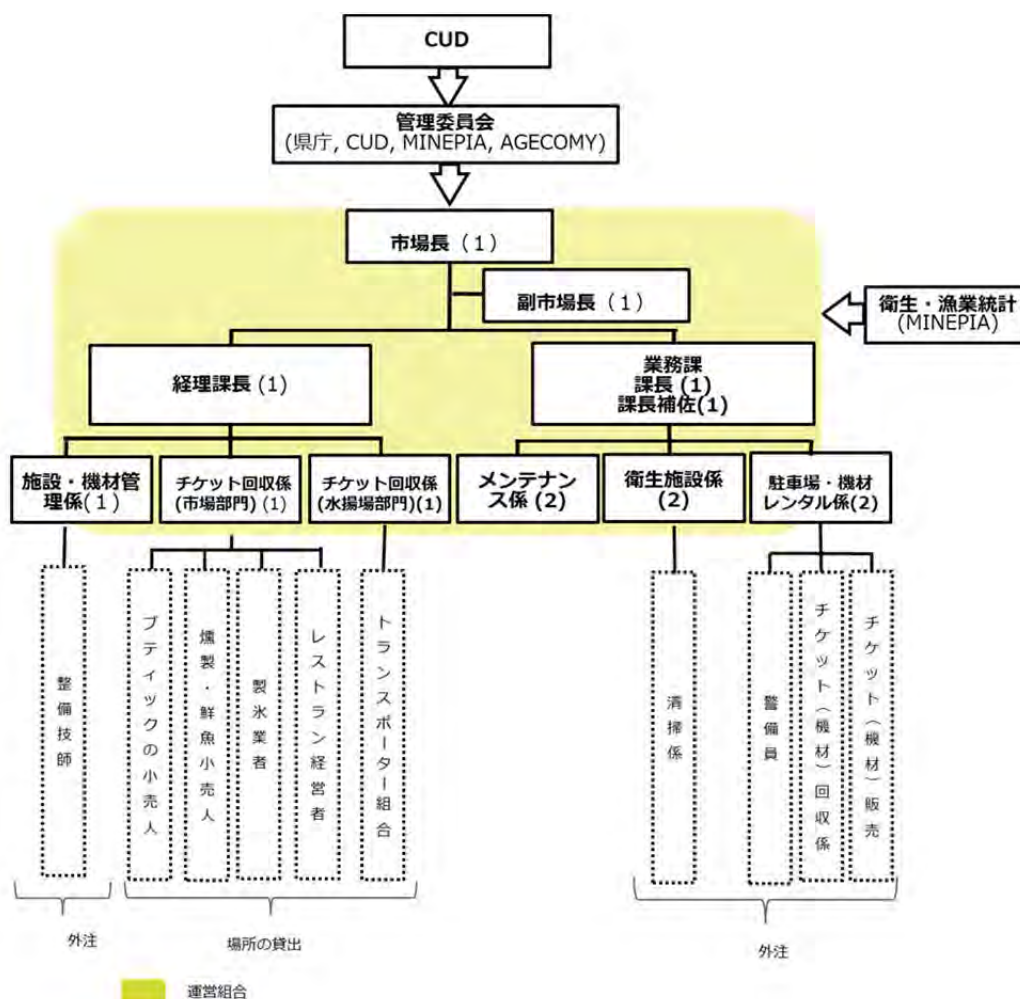 CUD
管理委員会
(県庁, CUD, MINEPIA, AGECOMY)
市場長（1）
副市場長（1）
衛生・漁業統計
(MINEPIA)
経理課長 (1)
業務課
課長 (1)
課長補佐(1)
施設・機材管
理係(1)
チケット回収係
(市場部門) (1)
チケット回収係
(水揚場部門)(1)
メンテナン
ス係 (2)
衛生施設係
(2)
駐車場・機材
レンタル係(2)
整備技師
ブティックの小売人
燻製・鮮魚小売人
製氷業者
レストラン経営者
トランスポーター組合
清掃係
警備員
チケット（機材）回収係
チケット（機材）販売
外注
場所の貸出
外注
運営組合